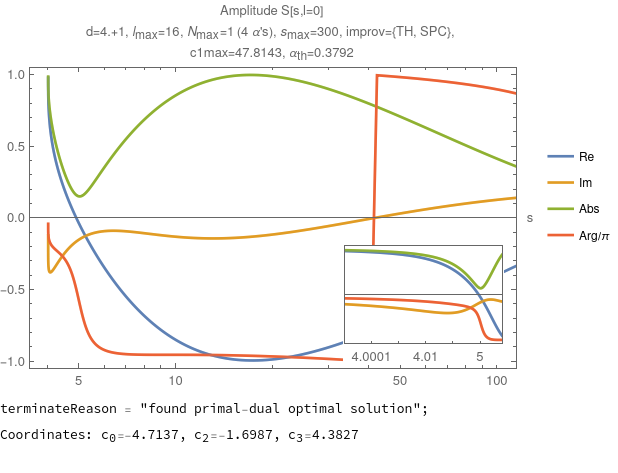 Amplitude S[s,l=0]
d=4.+1, lmax=16, Nmax=1 (4 α's), smax=300, improv={TH, SPC},
c1max=47.8143, αth=0.3792
1.0
0.5
0.0
-0.5
-1.0
5
10
50
100
s
4.0001
4.01
5
Re
Im
Abs
Arg/π
terminateReason = "found primal-dual optimal solution";
Coordinates: c0=-4.7137, c2=-1.6987, c3=4.3827